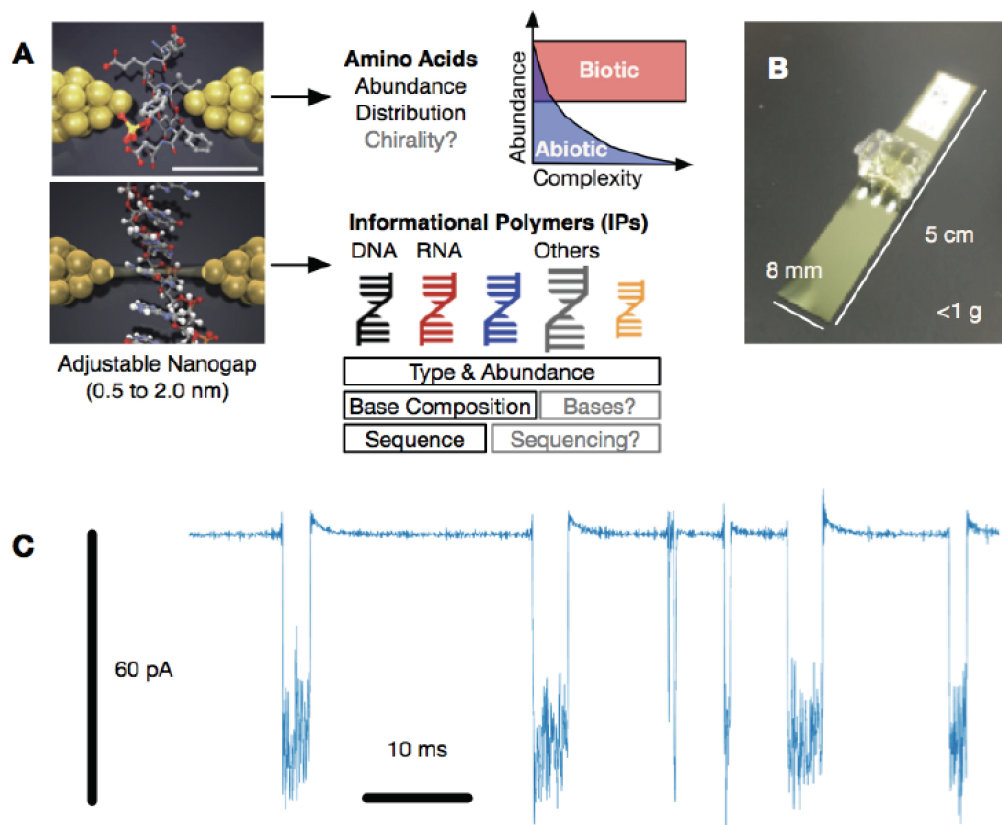 A
Amino Acids
Abundance
Distribution
Chirality?
Abundance
Biotic
Abiotic
Complexity
B
5 cm
8 mm
<1 g
Adjustable Nanogap
(0.5 to 2.0 nm)
Informational Polymers (IPs)
DNA RNA Others
Type & Abundance
Base Composition Bases?
Sequence Sequencing?
C
60 pA
10 ms